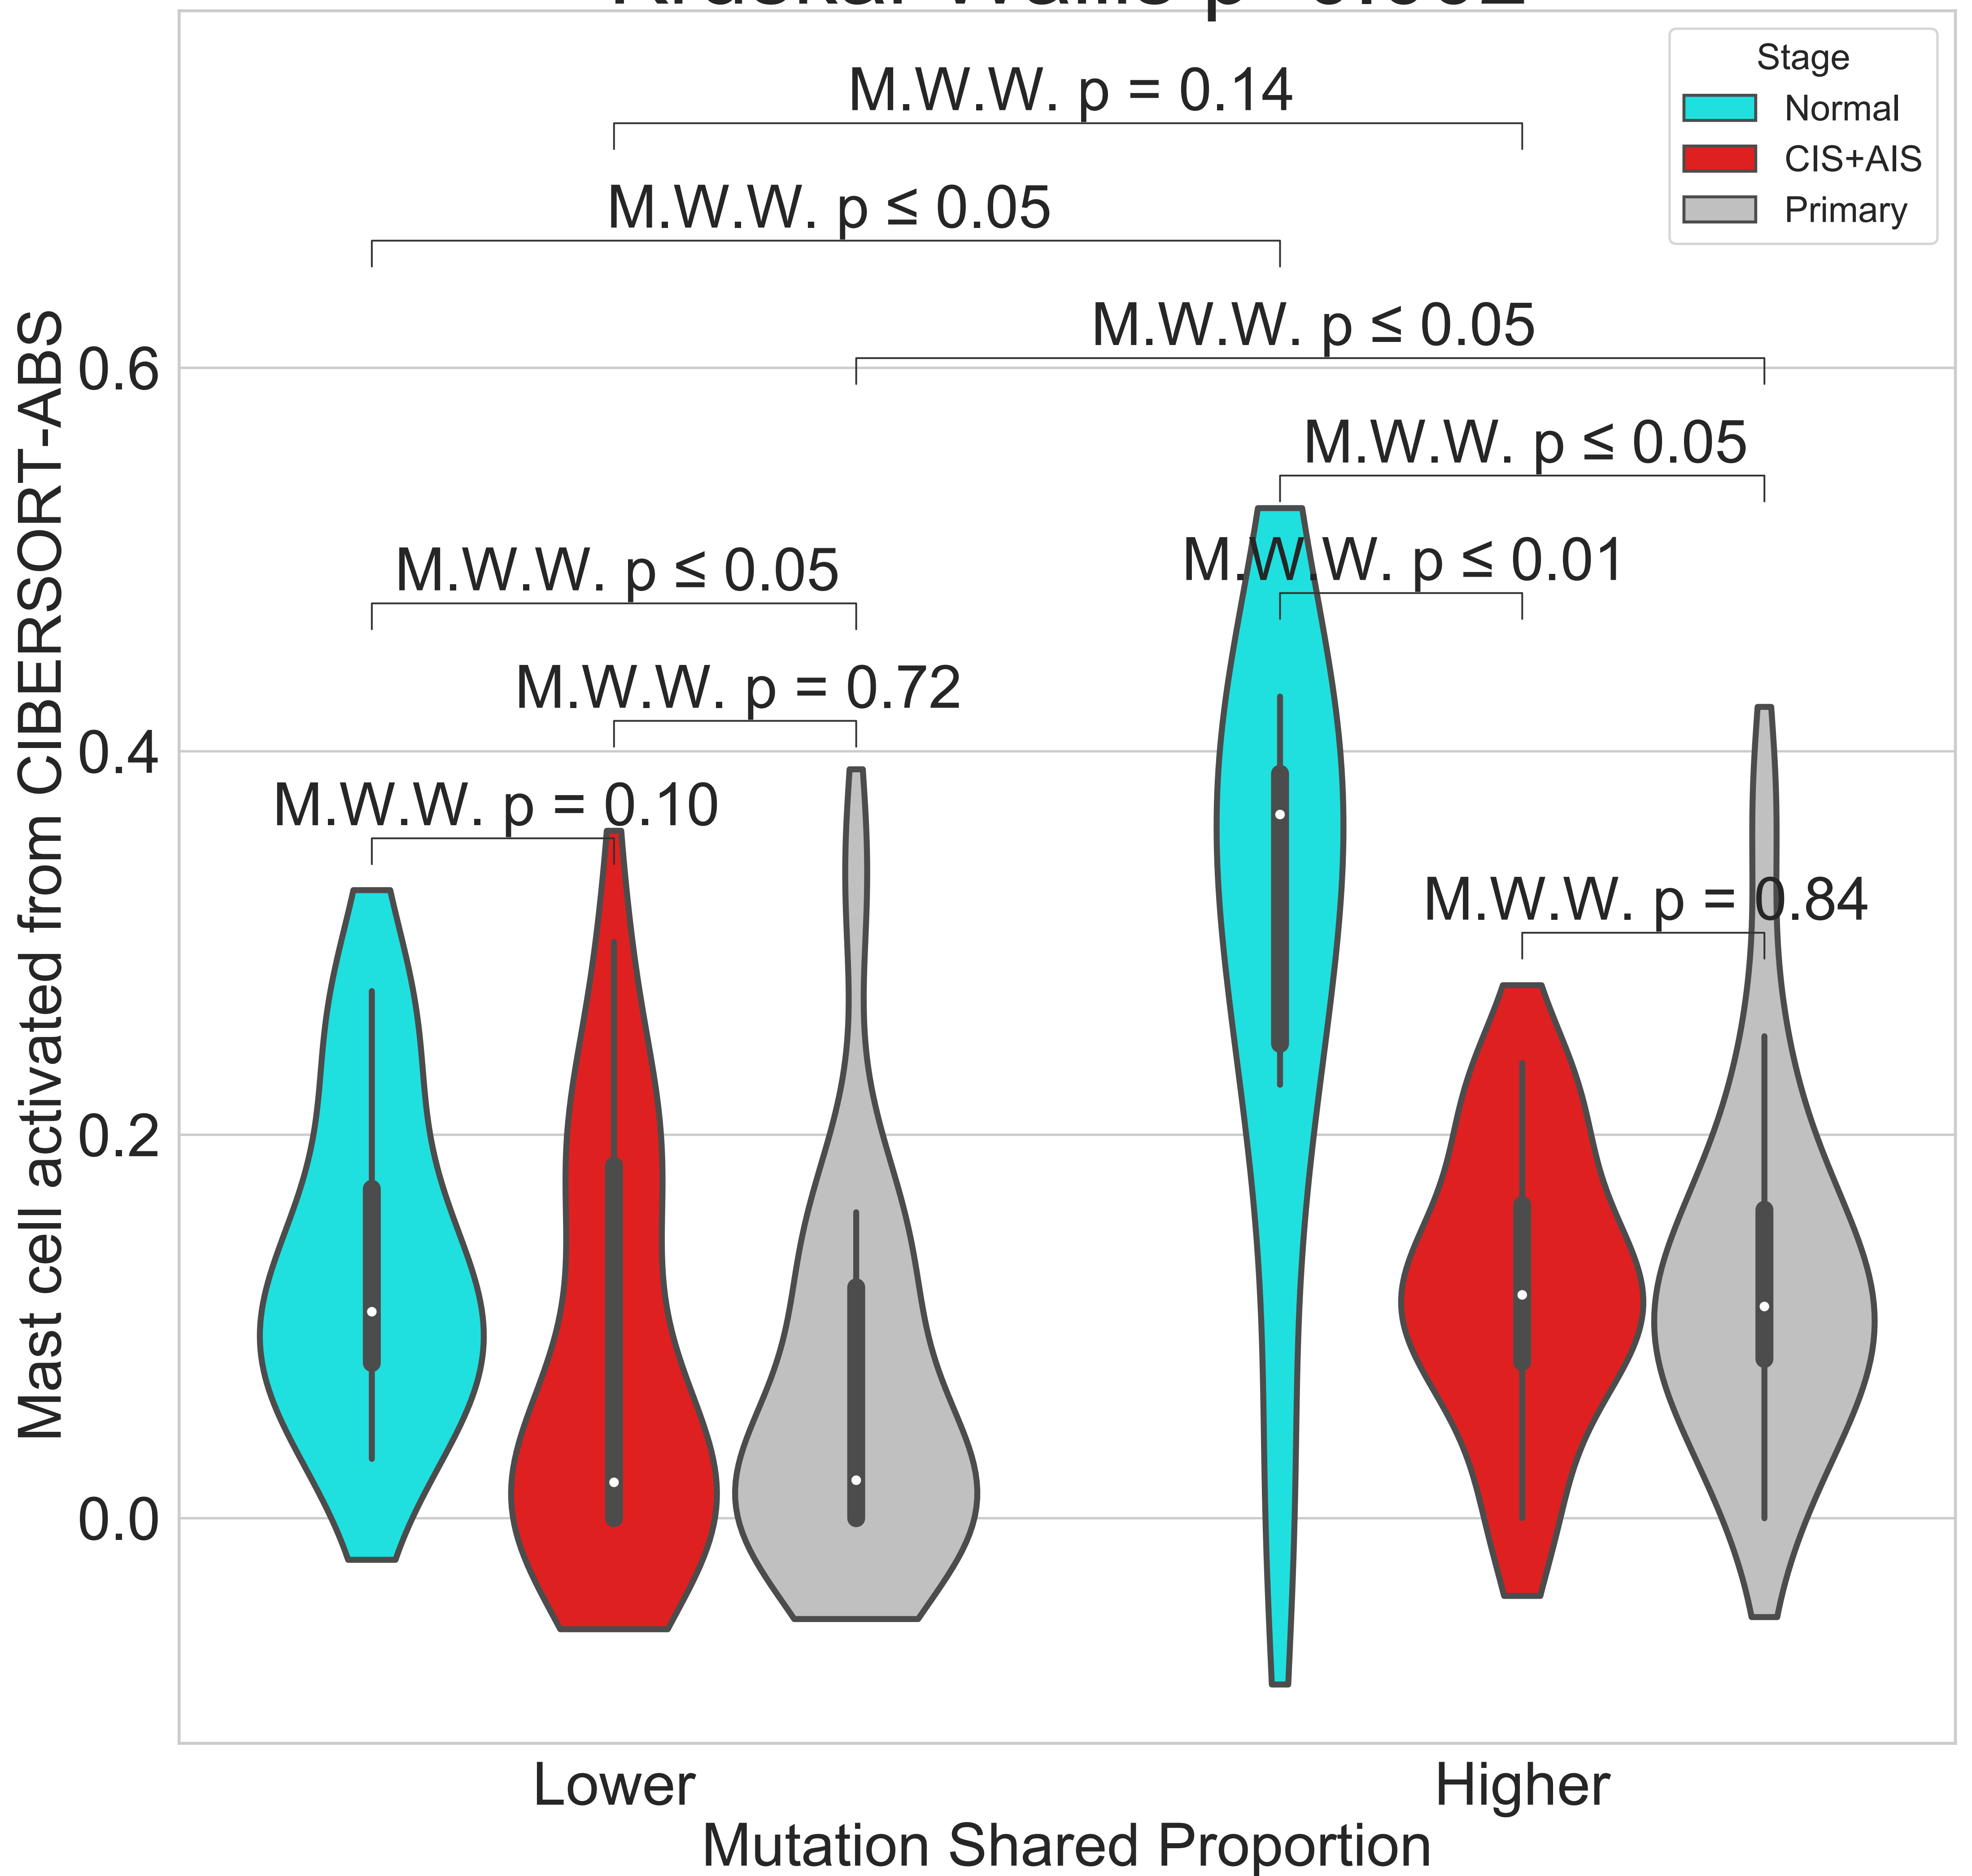 Stage
Normal
CIS+AIS
Primary
M.W.W. p = 0.14
M.W.W. p ≤ 0.05
M.W.W. p ≤ 0.05
M.W.W. p ≤ 0.05
M.W.W. p ≤ 0.01
M.W.W. p ≤ 0.05
M.W.W. p = 0.72
M.W.W. p = 0.10
M.W.W. p = 0.84
Mast cell activated from CIBERSORT-ABS
0.6
0.4
0.2
0.0
Lower
Higher
Mutation Shared Proportion